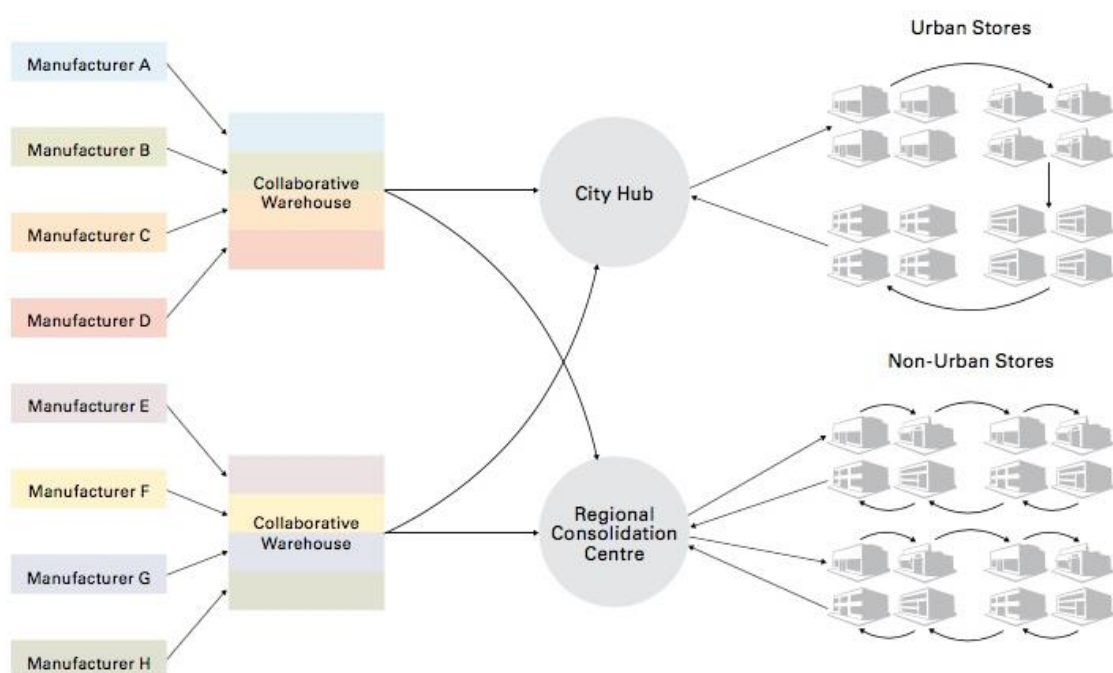 Urban Stores
Manufacturer A
Manufacturer B
Collaborative
Warehouse
City Hub
Manufacturer C
Manufacturer D
Non-Urban Stores
Manufacturer E
Manufacturer F
Collaborative
Warehouse
Regional
Consolidation
Centre
Manufacturer G
Manufacturer H